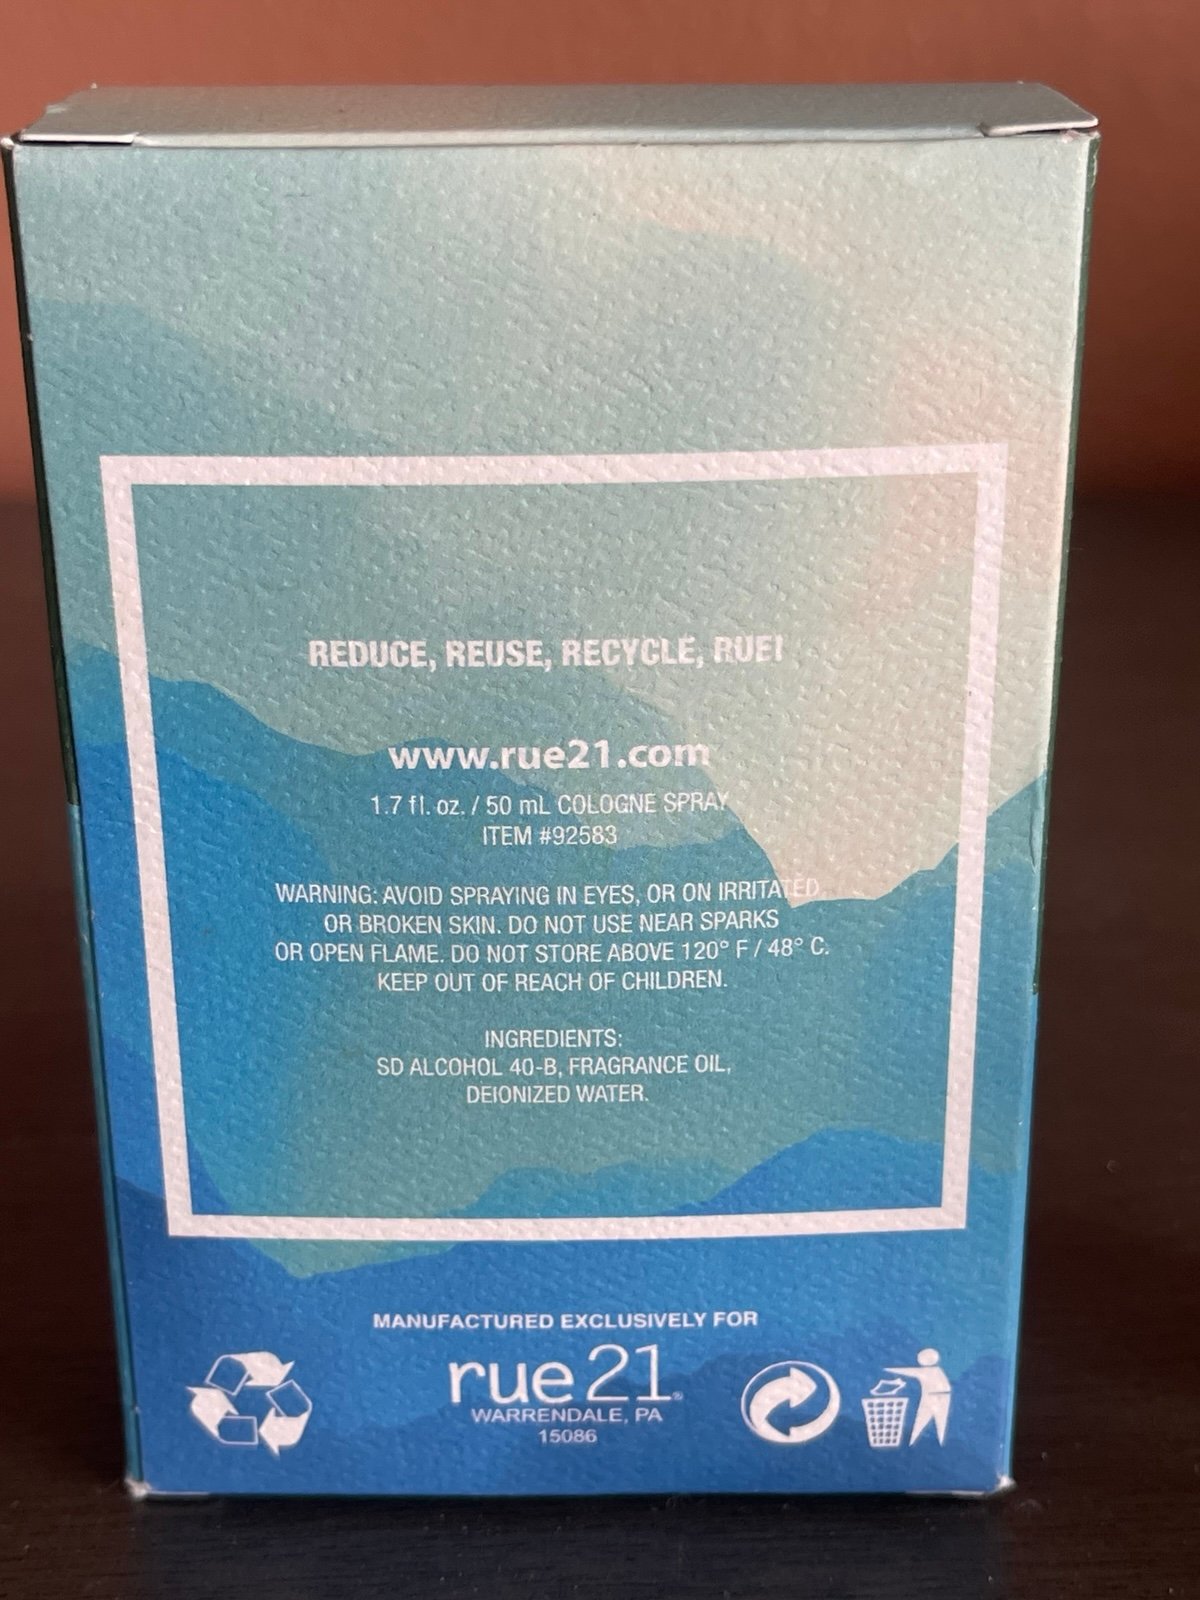 REDUCE, REUSE, RECYCLE, RUE!
www.rue21.com
1.7 fl. oz. / 50 mL COLOGNE SPRAY
ITEM #92583
WARNING: AVOID SPRAYING IN EYES, OR ON IRRITATED
OR BROKEN SKIN. DO NOT USE NEAR SPARKS
OR OPEN FLAME. DO NOT STORE ABOVE 120° F / 48° C.
KEEP OUT OF REACH OF CHILDREN.
INGREDIENTS:
SD ALCOHOL 40-B, FRAGRANCE OIL,
DEIONIZED WATER.
MANUFACTURED EXCLUSIVELY FOR
rue21®
WARRENDALE, PA
15086